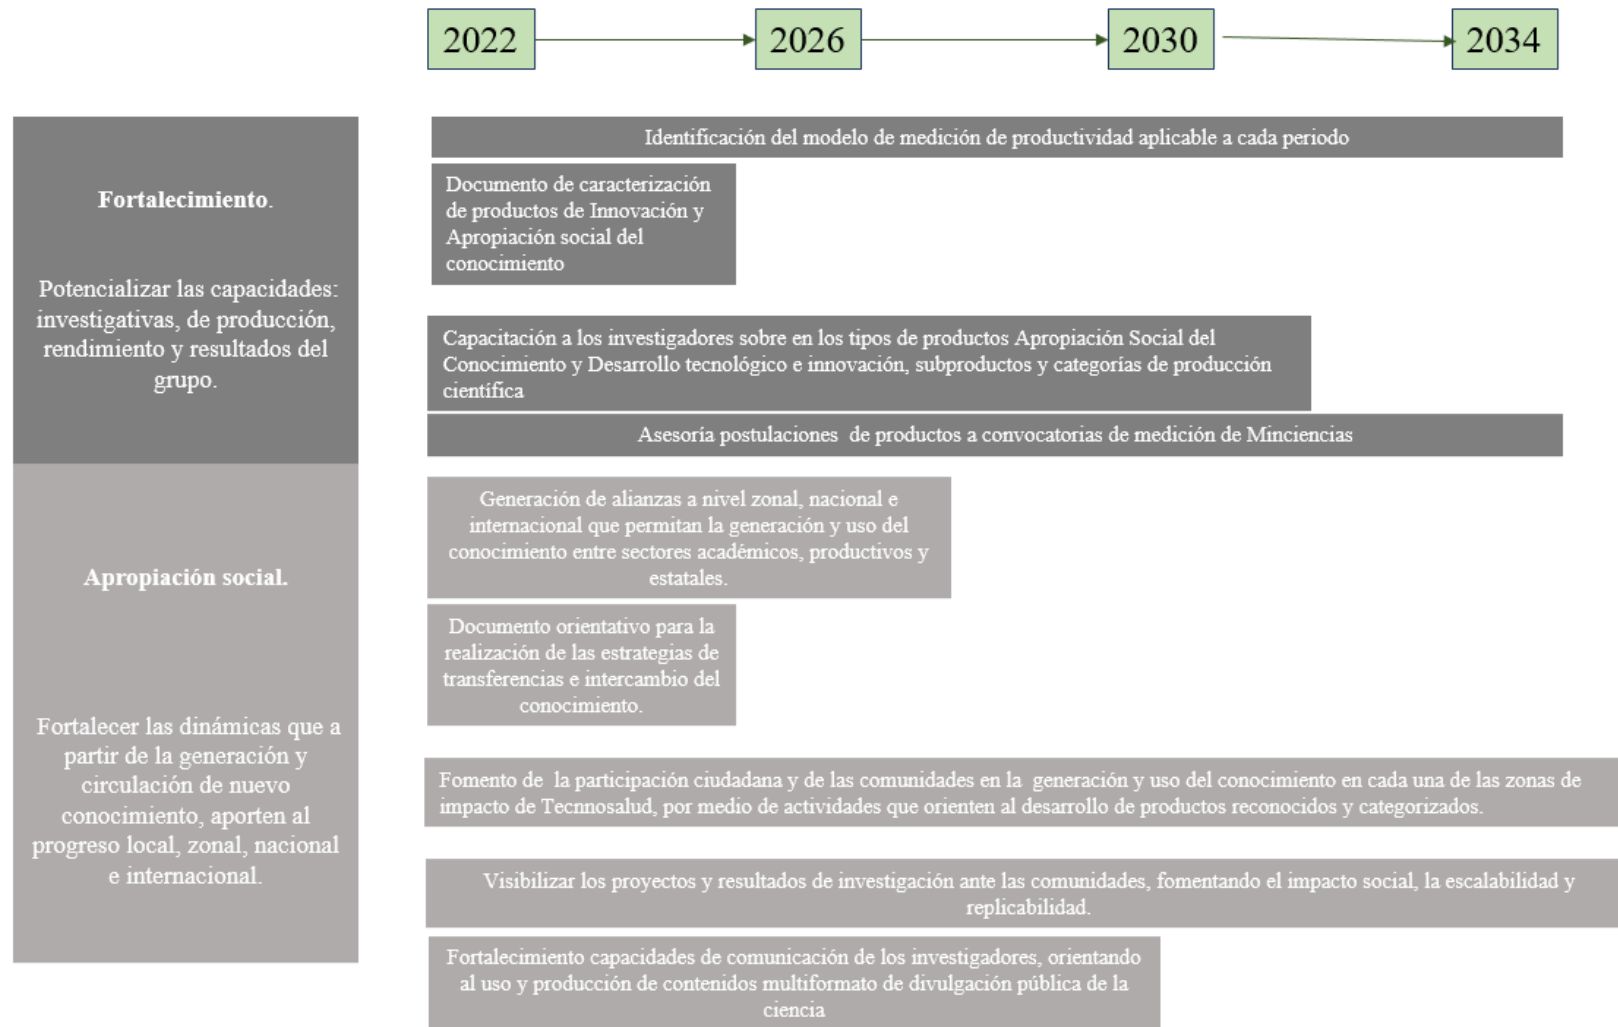 2022
2026
2030
2034
Fortalecimiento.
Potencializar las capacidades:
investigativas, de producción,
rendimiento y resultados del
grupo.
Identificación del modelo de medición de productividad aplicable a cada periodo
Documento de caracterización
de productos de Innovación y
Apropiación social del
conocimiento
Capacitación a los investigadores sobre en los tipos de productos Apropiación Social del
Conocimiento y Desarrollo tecnológico e innovación, subproductos y categorías de producción
científica
Asesoría postulaciones  de productos a convocatorias de medición de Minciencias
Apropiación social.
Fortalecer las dinámicas que a
partir de la generación y
circulación de nuevo
conocimiento, aporten al
progreso local, zonal, nacional
e internacional.
Generación de alianzas a nivel zonal, nacional e
internacional que permitan la generación y uso del
conocimiento entre sectores académicos, productivos y
estatales.
Documento orientativo para la
realización de las estrategias de
transferencias e intercambio del
conocimiento.
Fomento de  la participación ciudadana y de las comunidades en la  generación y uso del conocimiento en cada una de las zonas de
impacto de Tecnnosalud, por medio de actividades que orienten al desarrollo de productos reconocidos y categorizados.
Visibilizar los proyectos y resultados de investigación ante las comunidades, fomentando el impacto social, la escalabilidad y
replicabilidad.
Fortalecimiento capacidades de comunicación de los investigadores, orientando
al uso y producción de contenidos multiformato de divulgación pública de la
ciencia